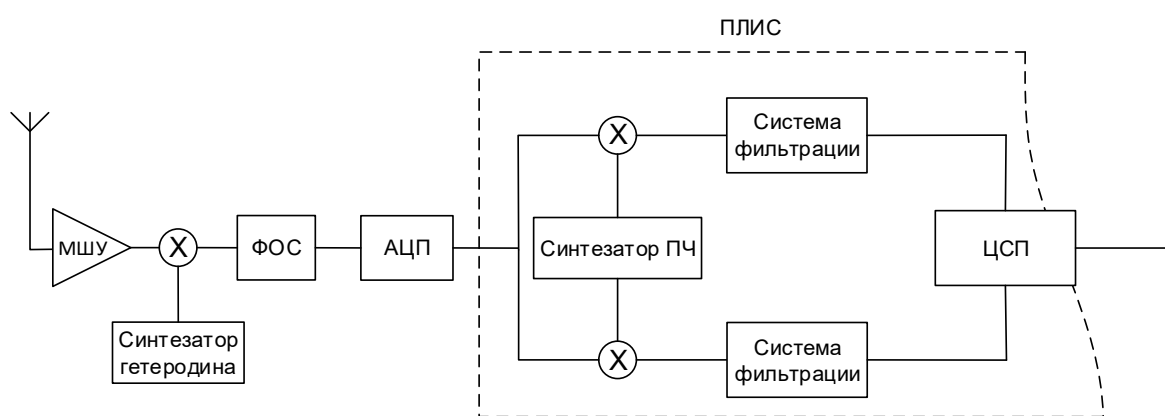 ПЛИС
Система
фильтрации
X
МШУ
X
ФОС
АЦП
Синтезатор ПЧ
ЦСП
Синтезатор
гетеродина
X
Система
фильтрации